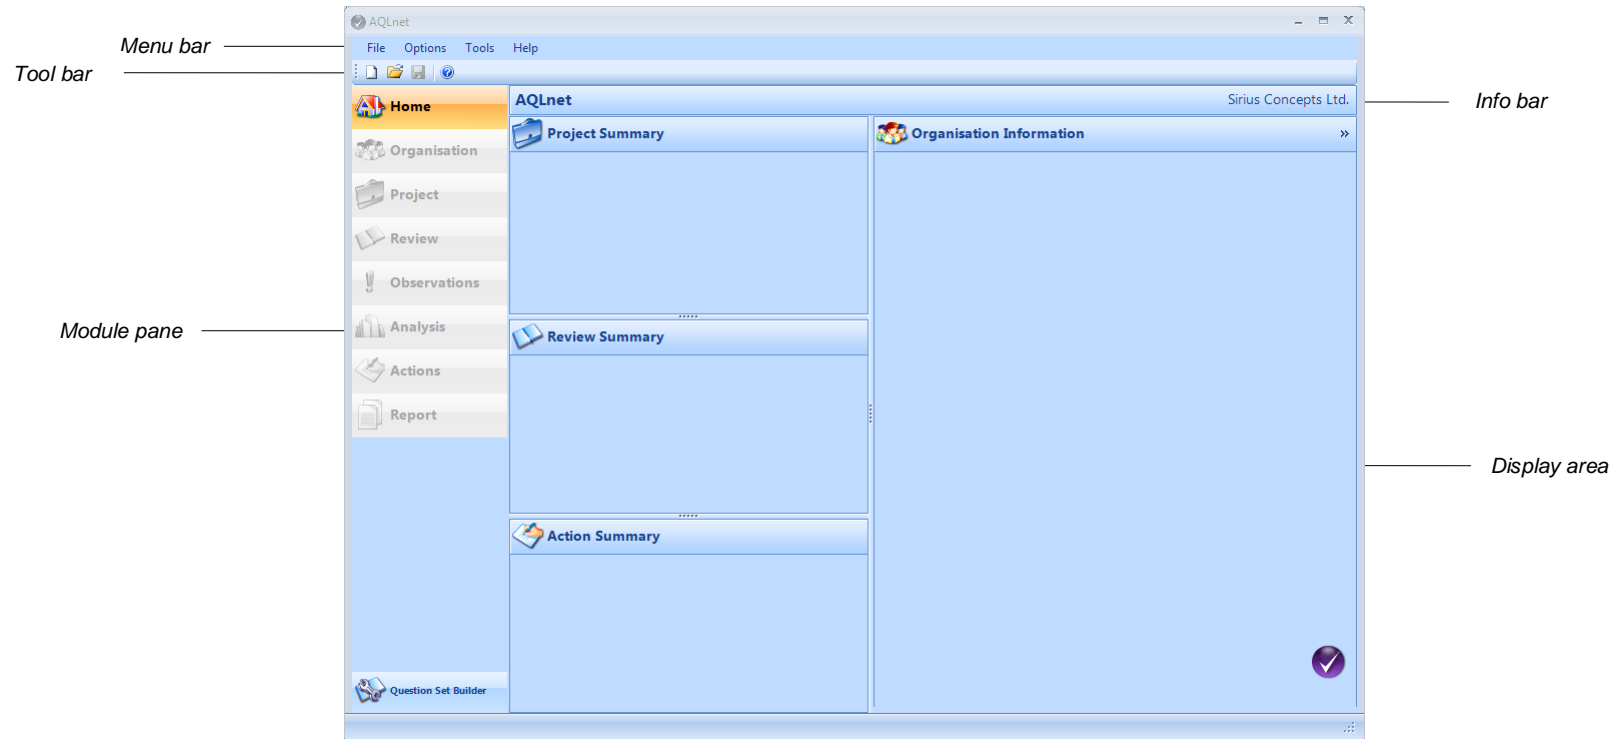 AQLnet
Menu bar
File Options Tools Help
Tool bar
Home
AQLnet
Sirius Concepts Ltd.
Info bar
Project Summary
Organisation Information
»
Organisation
Project
Review
Observations
Module pane
Analysis
Review Summary
Actions
Report
Display area
Action Summary
Question Set Builder